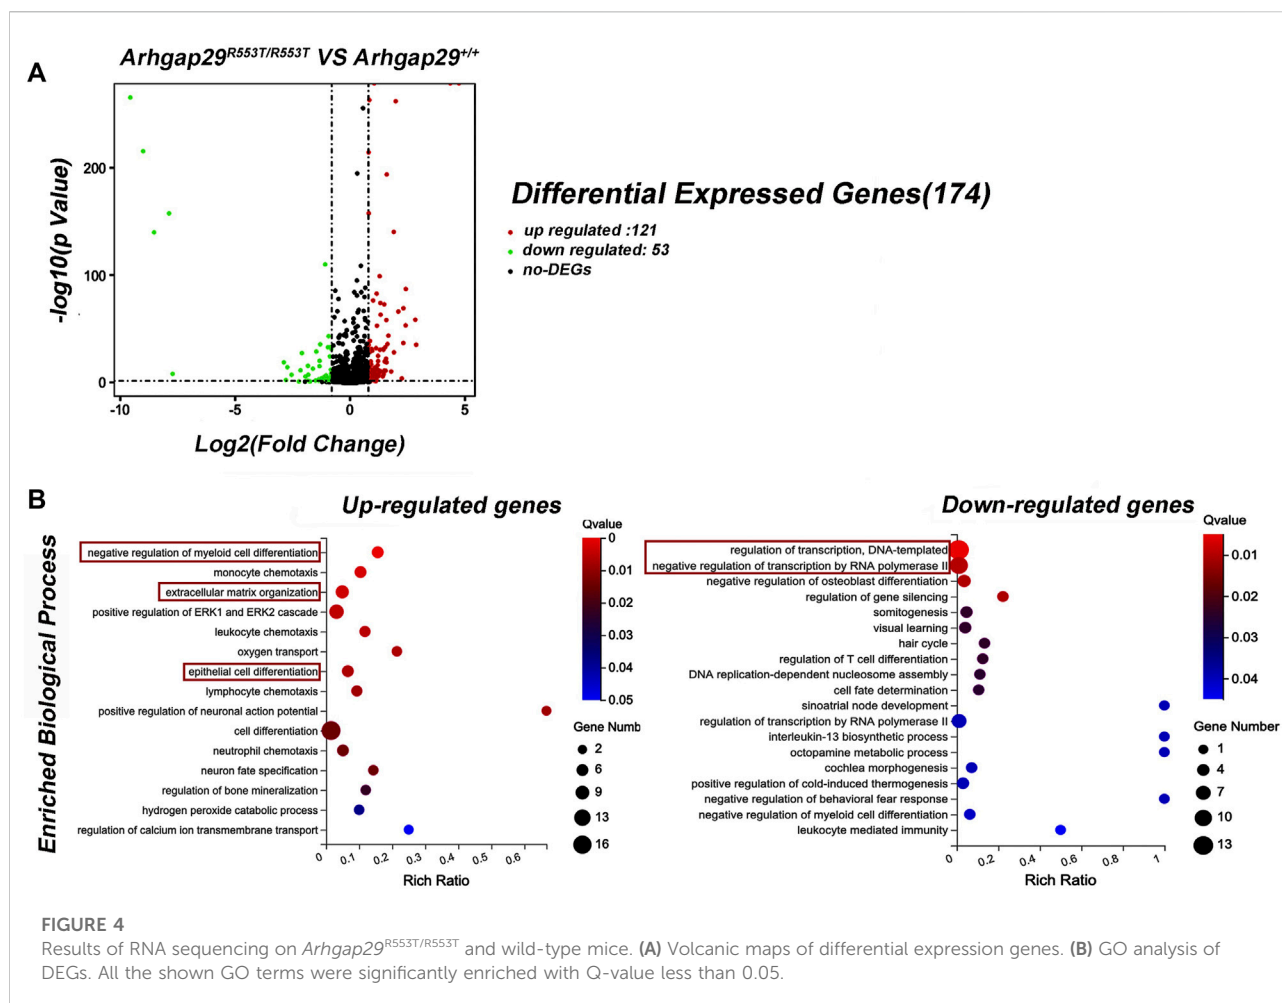 A
Arhgap29R553T/R553T VS Arhgap29+/+
-log10(p Value)
200
100
0
-10
-5
0
5
Log2(Fold Change)
Differential Expressed Genes(174)
up regulated :121
down regulated: 53
no-DEGs
B
Enriched Biological Process
Up-regulated genes
negative regulation of myeloid cell differentiation
monocyte chemotaxis
extracellular matrix organization
positive regulation of ERK1 and ERK2 cascade
leukocyte chemotaxis
oxygen transport
epithelial cell differentiation
lymphocyte chemotaxis
positive regulation of neuronal action potential
cell differentiation
neutrophil chemotaxis
neuron fate specification
regulation of bone mineralization
hydrogen peroxide catabolic process
regulation of calcium ion transmembrane transport
0
0.1
0.2
0.3
0.4
0.5
0.6
Rich Ratio
Qvalue
0
0.01
0.02
0.03
0.04
0.05
Gene Numb
2
6
9
13
16
Down-regulated genes
regulation of transcription, DNA-templated
negative regulation of transcription by RNA polymerase II
negative regulation of osteoblast differentiation
regulation of gene silencing
somitogenesis
visual learning
hair cycle
regulation of T cell differentiation
DNA replication-dependent nucleosome assembly
cell fate determination
sinoatrial node development
regulation of transcription by RNA polymerase II
interleukin-13 biosynthetic process
octopamine metabolic process
cochlea morphogenesis
positive regulation of cold-induced thermogenesis
negative regulation of behavioral fear response
negative regulation of myeloid cell differentiation
leukocyte mediated immunity
0
0.2
0.4
0.6
0.8
1
Rich Ratio
Qvalue
0.01
0.02
0.03
0.04
Gene Number
1
4
7
10
13
FIGURE 4
Results of RNA sequencing on Arhgap29R553T/R553T and wild-type mice. (A) Volcanic maps of differential expression genes. (B) GO analysis of
DEGs. All the shown GO terms were significantly enriched with Q-value less than 0.05.